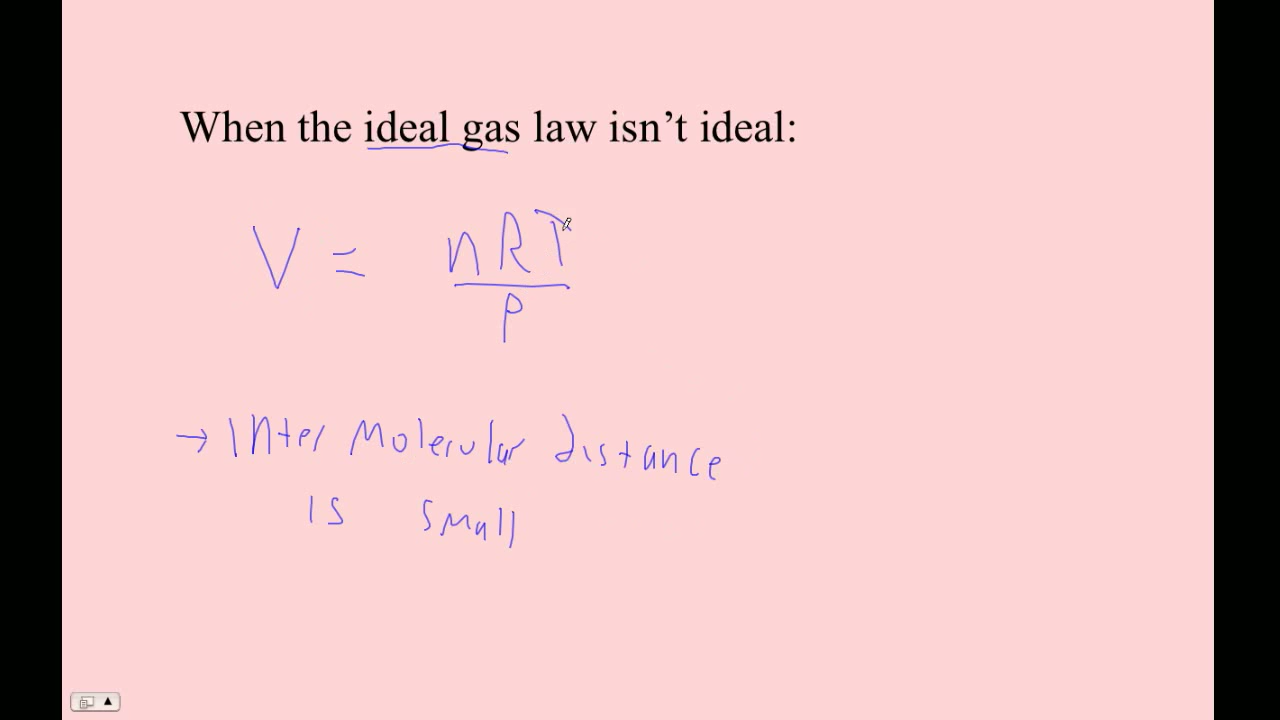 When the ideal gas law isn't ideal:
V = nRT
P
→ Inter Molecular distance
is small